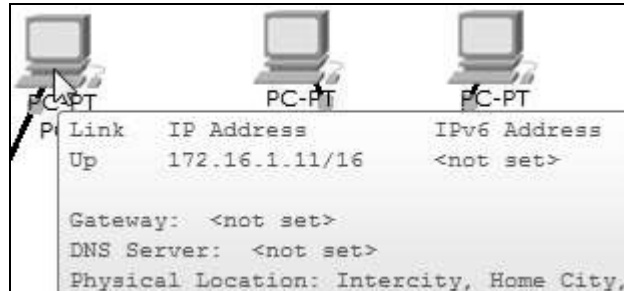 PC-PT PC-PT PC-PT
Link IP Address IPv6 Address
Up 172.16.1.11/16 <not set>
Gateway: <not set>
DNS Server: <not set>
Physical Location: Intercity, Home City,